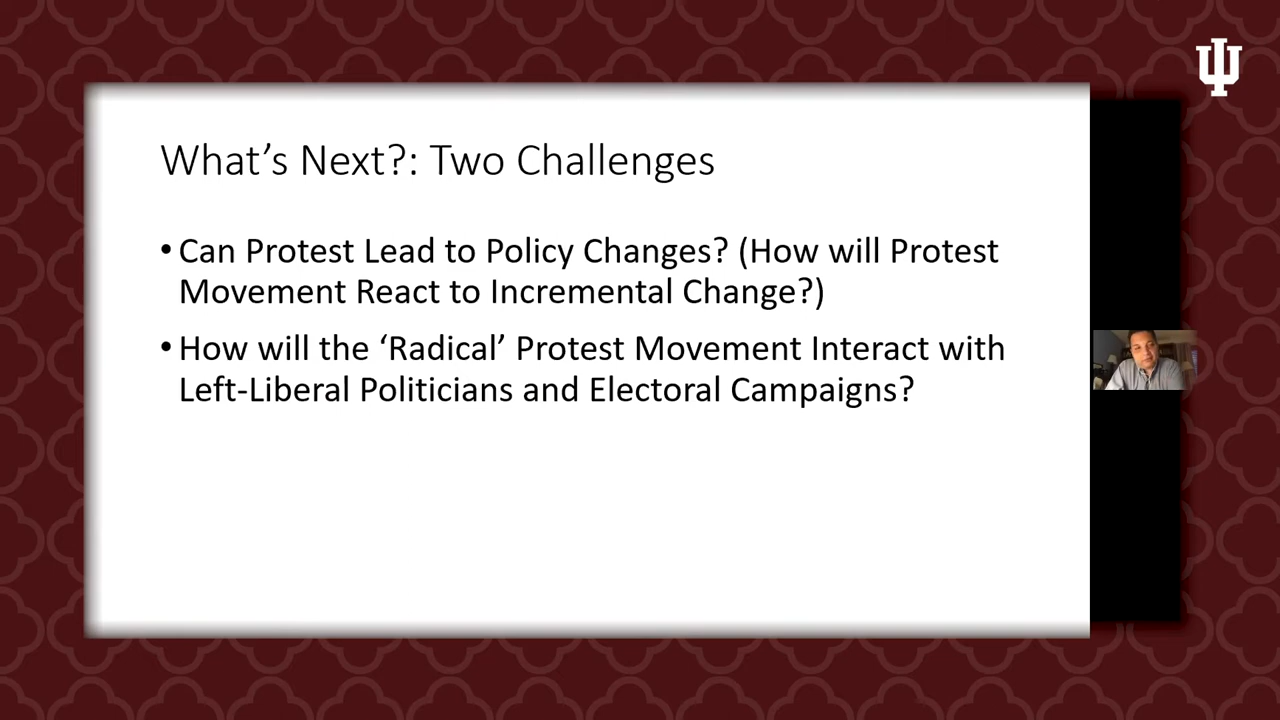 What’s Next?: Two Challenges
• Can Protest Lead to Policy Changes? (How will Protest
Movement React to Incremental Change?)
• How will the ‘Radical’ Protest Movement Interact with
Left-Liberal Politicians and Electoral Campaigns?